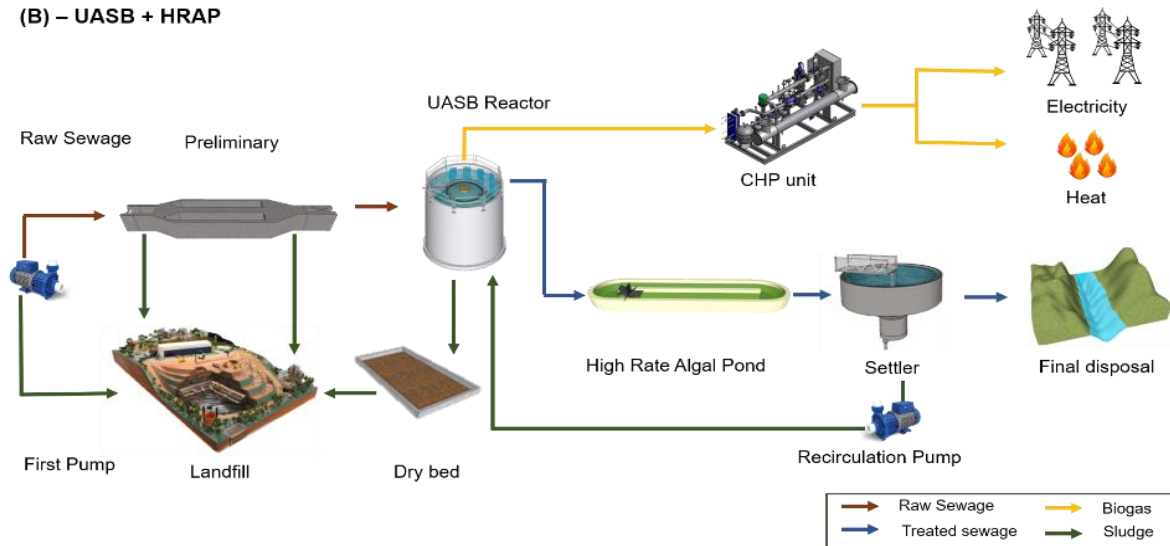 (B) – UASB + HRAP
Raw Sewage
Preliminary
UASB Reactor
CHP unit
Electricity
Heat
High Rate Algal Pond
Settler
Final disposal
First Pump
Landfill
Dry bed
Recirculation Pump
Raw Sewage
Biogas
Treated sewage
Sludge